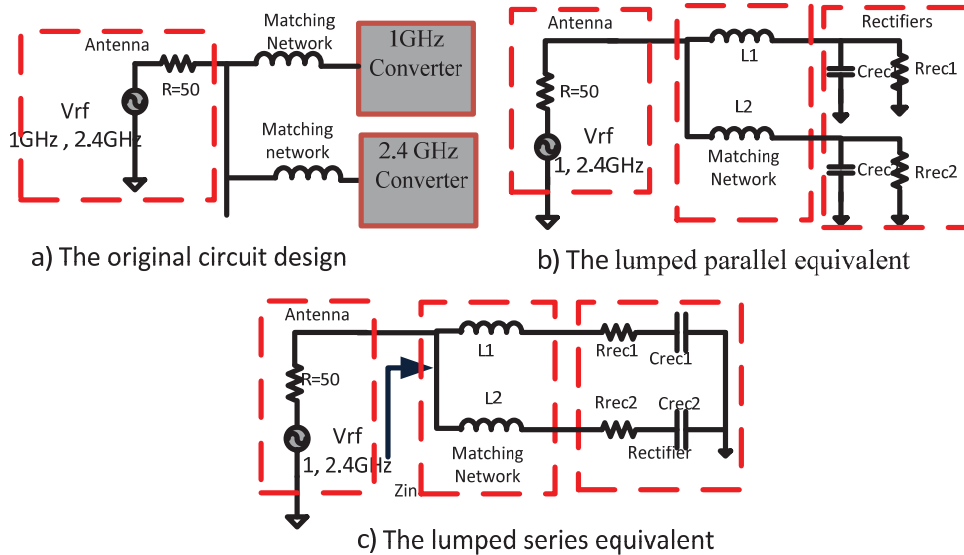 Antenna
R=50
Vrf
1GHz , 2.4GHz
Matching
Network
1GHz
Converter
Matching
network
2.4 GHz
Converter
a) The original circuit design
Antenna
R=50
Vrf
1, 2.4GHz
L1
L2
Matching
Network
Rectifiers
Crec1
Rrec1
Crec2
Rrec2
b) The lumped parallel equivalent
Antenna
R=50
Vrf
1, 2.4GHz
Zin
L1
L2
Matching
Network
Rrec1
Crec1
Rrec2
Crec2
Rectifier
c) The lumped series equivalent